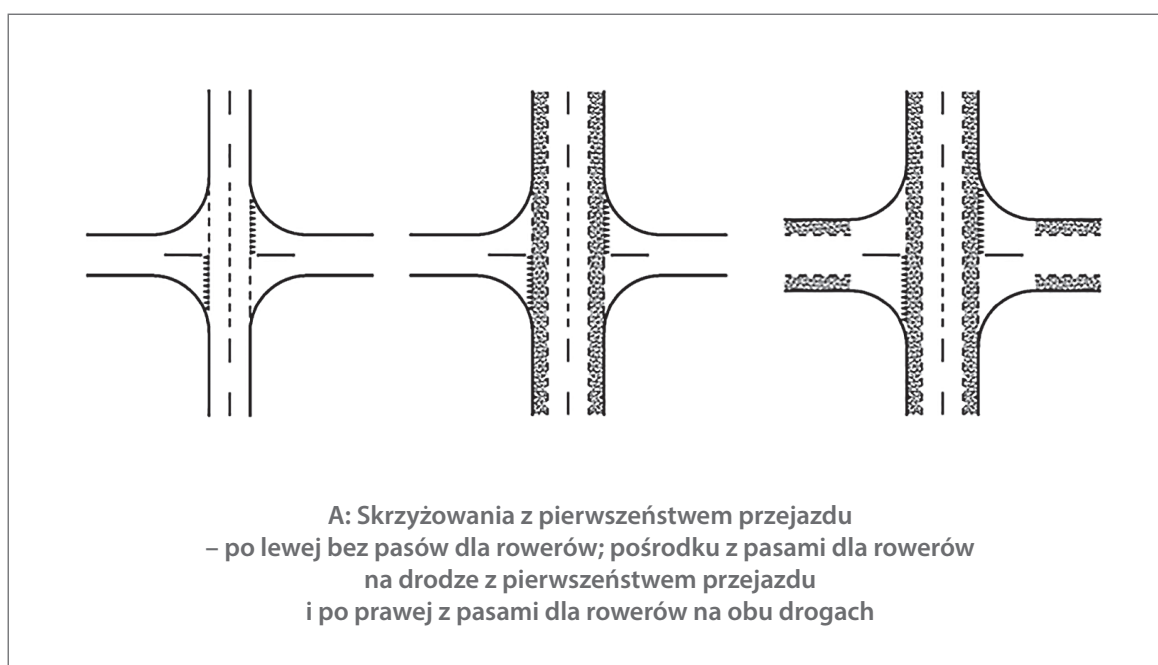 A: Skrzyżowania z pierwszeństwem przejazdu
– po lewej bez pasów dla rowerów; pośrodku z pasami dla rowerów
na drodze z pierwszeństwem przejazdu
i po prawej z pasami dla rowerów na obu drogach